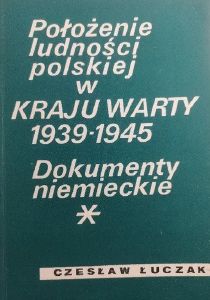 Położenie
ludności
polskiej
w
KRAJU WARTY
1939-1945
Dokumenty
niemieckie
*
CZESŁAW ŁUCZAK